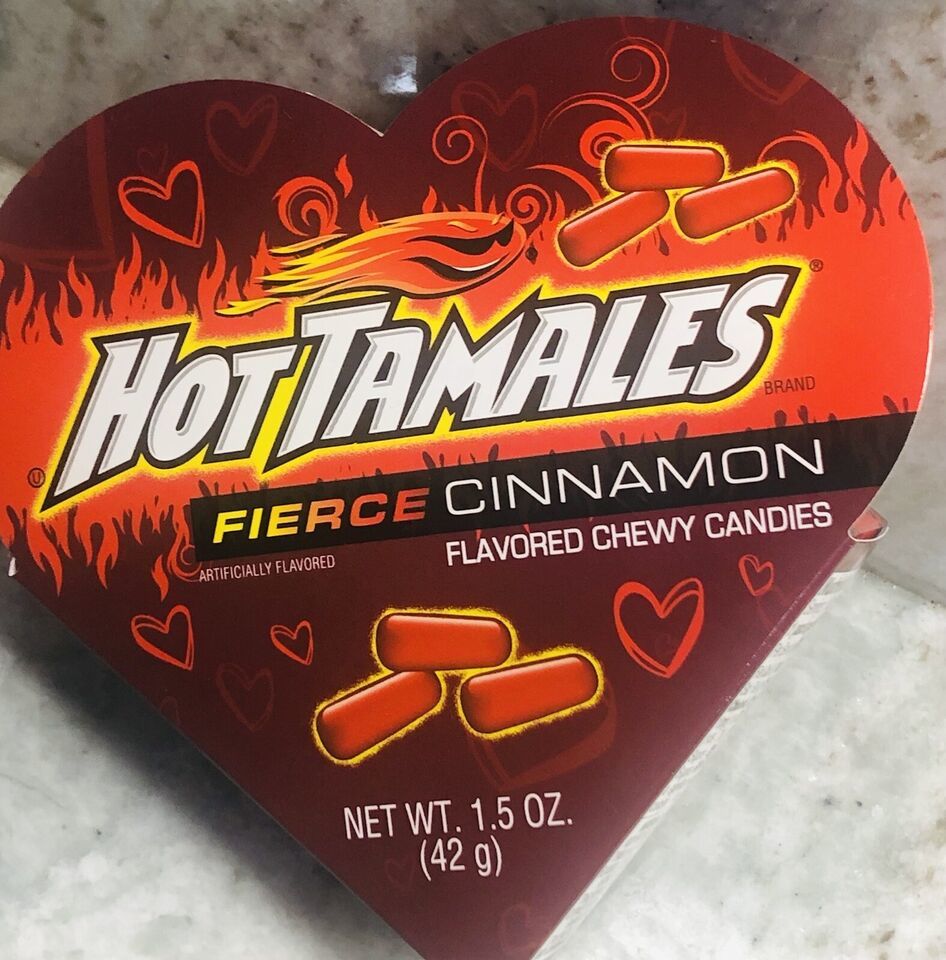 HOT TAMALES®
BRAND
U
FIERCE CINNAMON
FLAVORED CHEWY CANDIES
ARTIFICIALLY FLAVORED
NET WT. 1.5 OZ.
(42 g)